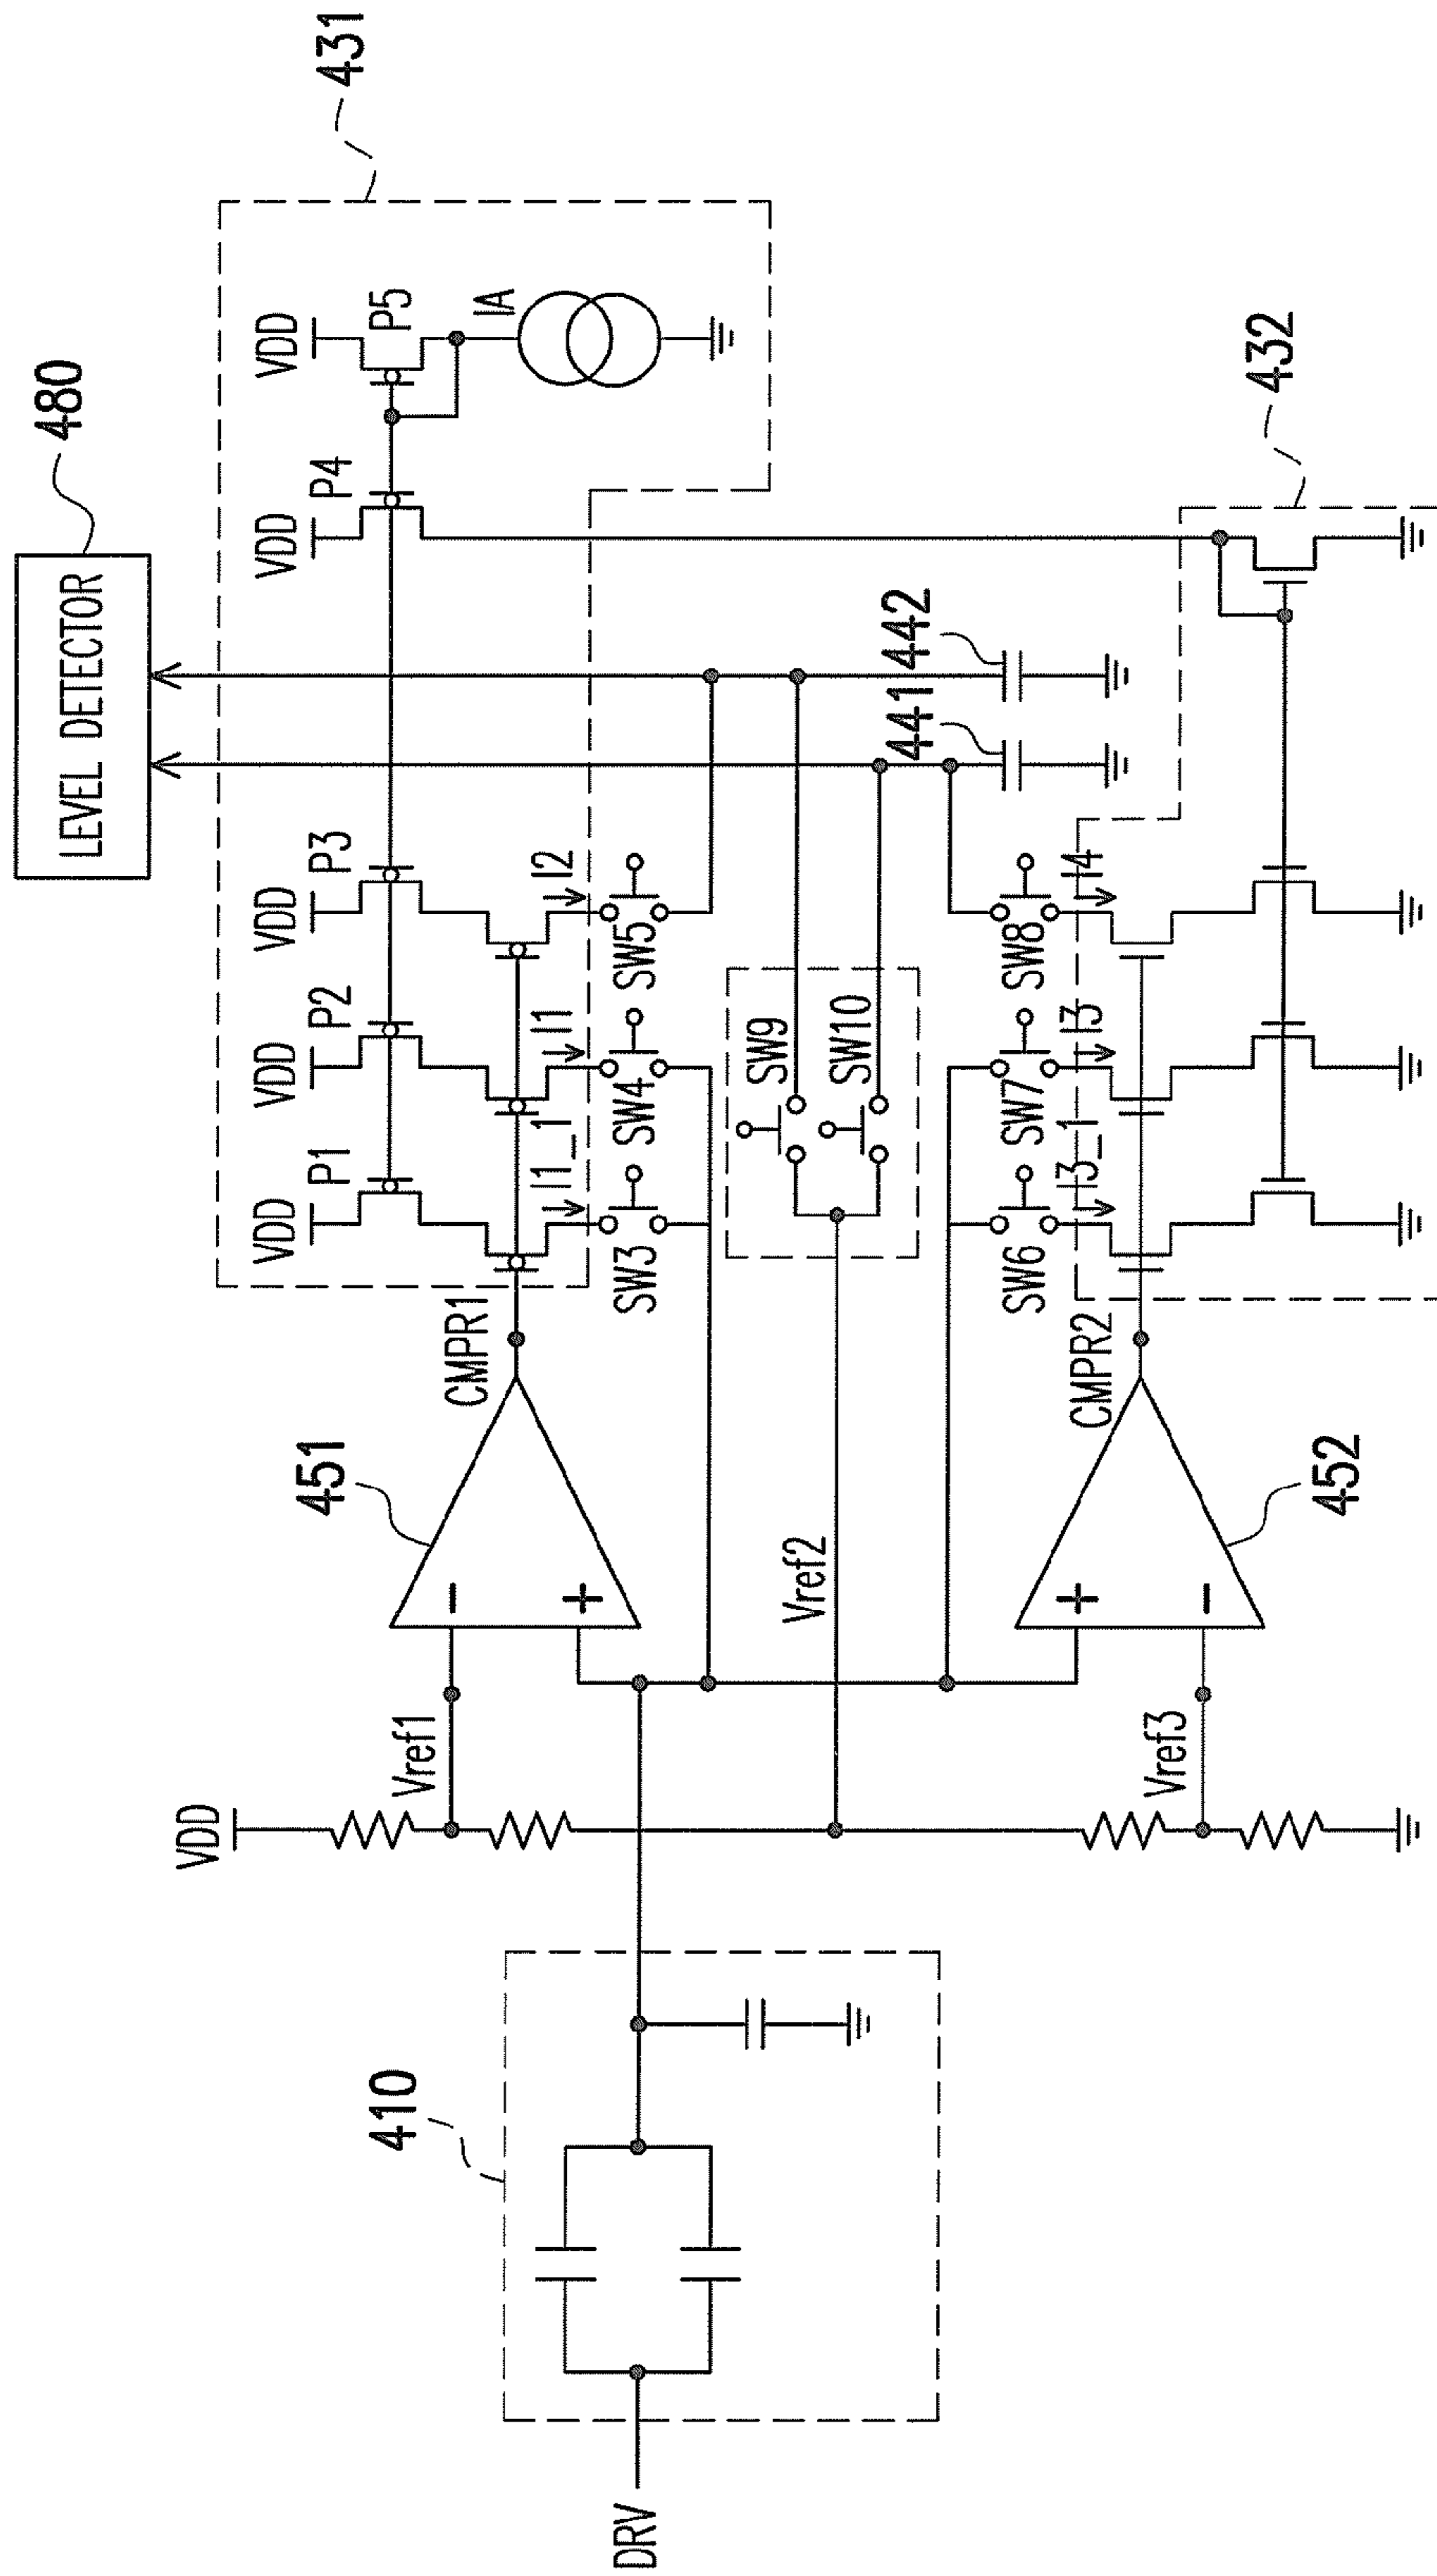 LEVEL DETECTOR
480
431
VDD
VDD
VDD
VDD
VDD
P1
P2
P3
P4
P5
IA
451
CMPR1
I1_1
I1
I2
SW3
SW4
SW5
VDD
Vref1
410
DRV
Vref2
SW9
SW10
441
442
Vref3
452
CMPR2
SW6
SW7
SW8
I3_1
I3
I4
432